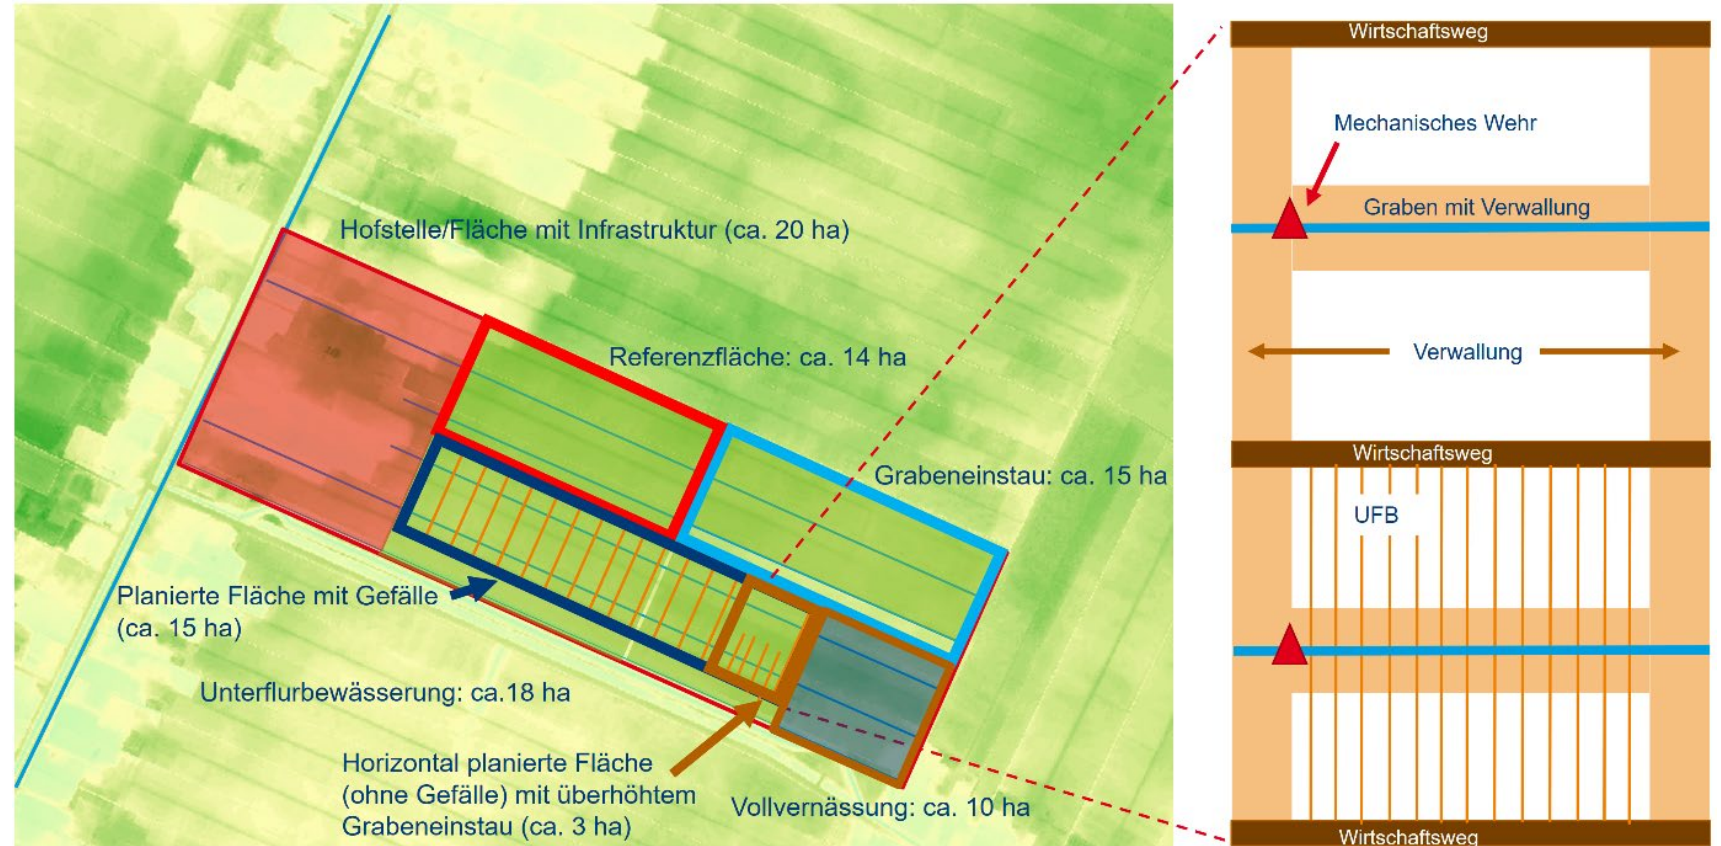 Hofstelle/Fläche mit Infrastruktur (ca. 20 ha)
Referenzfläche: ca. 14 ha
Grabeneinstau: ca. 15 ha
Planierte Fläche mit Gefälle
(ca. 15 ha)
Unterflurbewässerung: ca.18 ha
Horizontal planierte Fläche
(ohne Gefälle) mit überhöhtem
Grabeneinstau (ca. 3 ha)
Vollvernässung: ca. 10 ha
Wirtschaftsweg
Mechanisches Wehr
Graben mit Verwallung
Verwallung
Wirtschaftsweg
UFB
Wirtschaftsweg